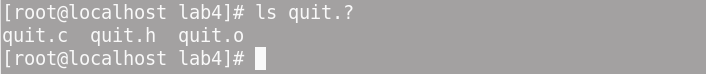 [root@localhost lab4]# ls quit.?
quit.c  quit.h  quit.o
[root@localhost lab4]#